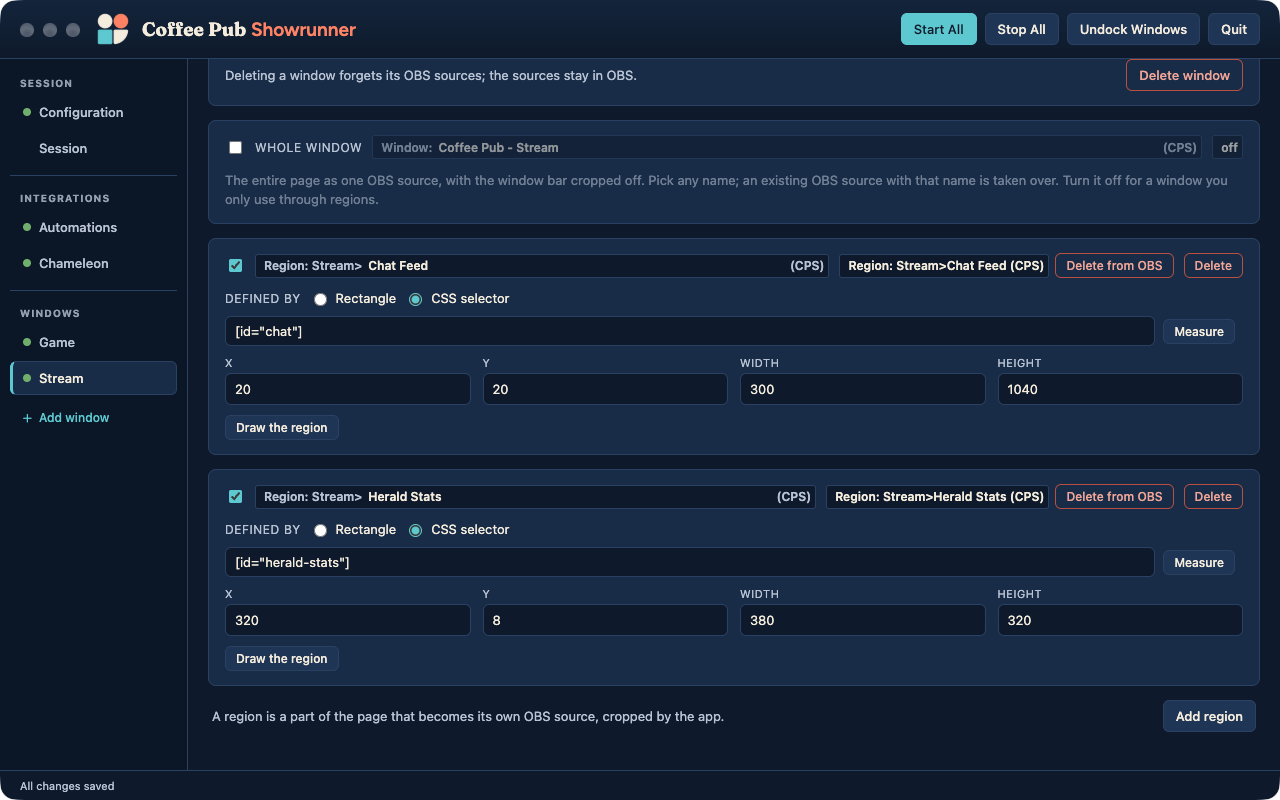 Coffee Pub Showrunner
Start All
Stop All
Undock Windows
Quit
SESSION
Configuration
Session
INTEGRATIONS
Automations
Chameleon
WINDOWS
Game
Stream
+ Add window
Deleting a window forgets its OBS sources; the sources stay in OBS.
Delete window
WHOLE WINDOW
Window: Coffee Pub - Stream
(CPS)
off
The entire page as one OBS source, with the window bar cropped off. Pick any name; an existing OBS source with that name is taken over. Turn it off for a window you
only use through regions.
Region: Stream> Chat Feed
(CPS)
Region: Stream>Chat Feed (CPS)
Delete from OBS
Delete
DEFINED BY
Rectangle
CSS selector
[id="chat"]
Measure
X
Y
WIDTH
HEIGHT
20
20
300
1040
Draw the region
Region: Stream> Herald Stats
(CPS)
Region: Stream>Herald Stats (CPS)
Delete from OBS
Delete
DEFINED BY
Rectangle
CSS selector
[id="herald-stats"]
Measure
X
Y
WIDTH
HEIGHT
320
8
380
320
Draw the region
A region is a part of the page that becomes its own OBS source, cropped by the app.
Add region
All changes saved